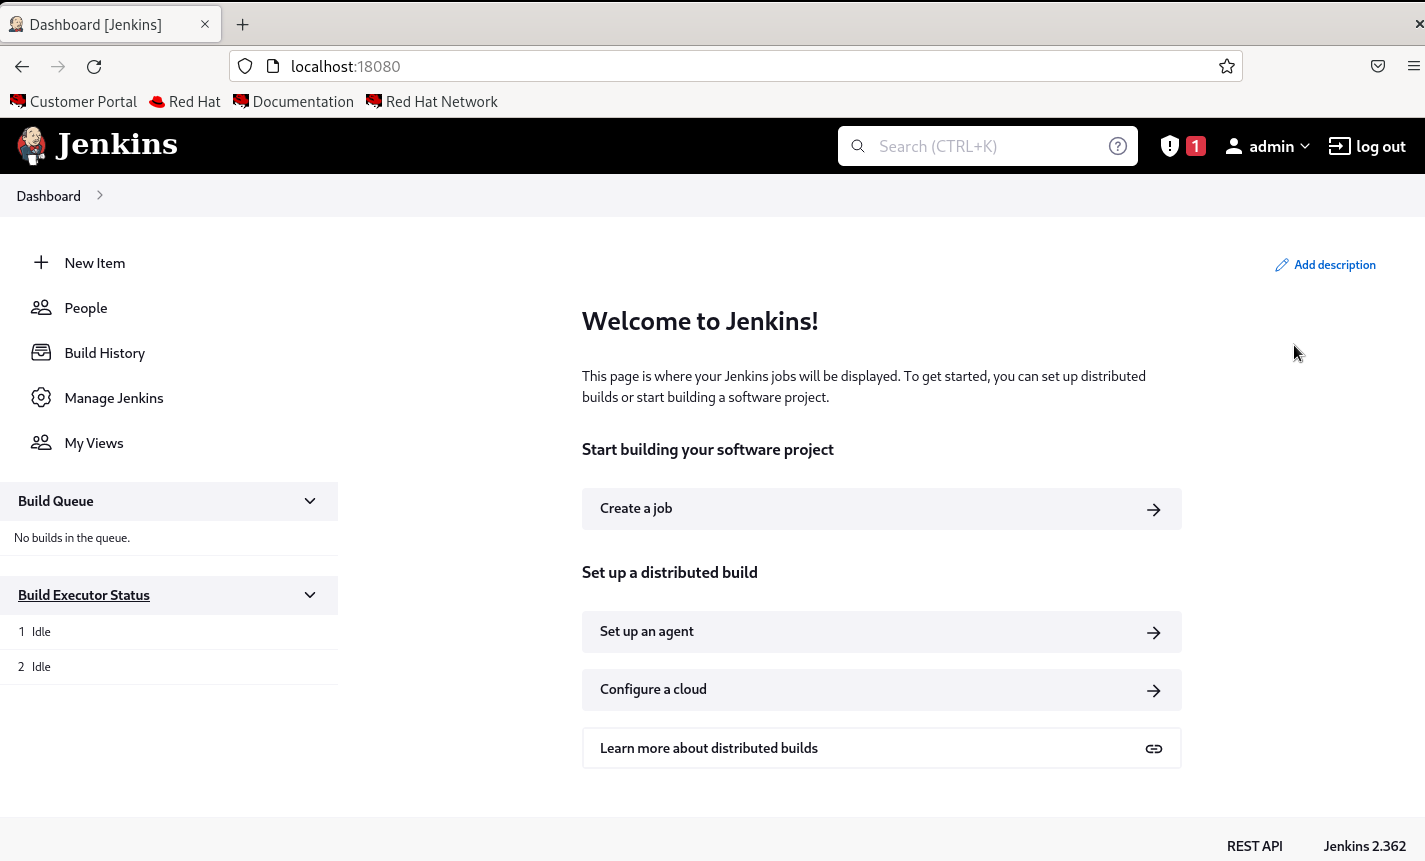 Dashboard [Jenkins]
localhost:18080
Customer Portal Red Hat Documentation Red Hat Network
Jenkins Search (CTRL+K) 1 admin log out
Dashboard
New Item
People
Build History
Manage Jenkins
My Views
Build Queue
No builds in the queue.
Build Executor Status
1 Idle
2 Idle
Add description
Welcome to Jenkins!
This page is where your Jenkins jobs will be displayed. To get started, you can set up distributed
builds or start building a software project.
Start building your software project
Create a job
Set up a distributed build
Set up an agent
Configure a cloud
Learn more about distributed builds
REST API Jenkins 2.362